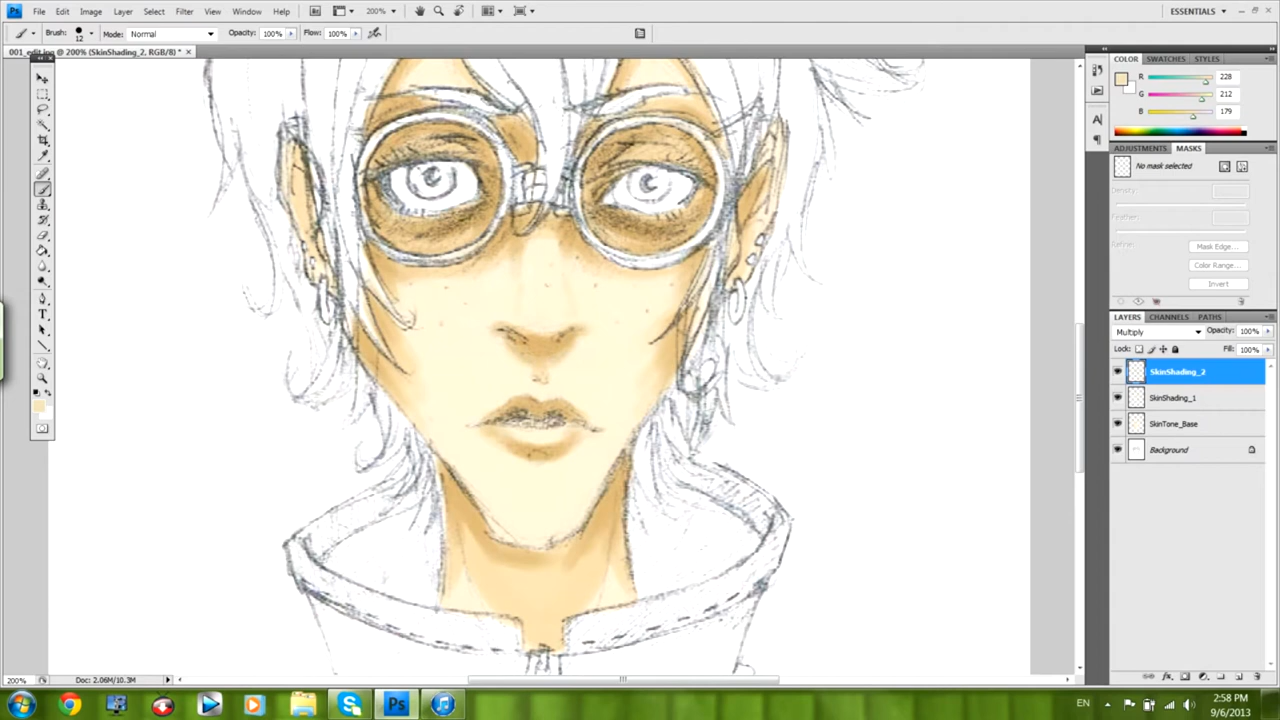 Ps File Edit Image Layer Select Filter View Window Help 200% ESSENTIALS
Brush: 12 Mode: Normal Opacity: 100% Flow: 100%
001_edit.jpg @ 200% (SkinShading_2, RGB/8) *
COLOR SWATCHES STYLES
R 228
G 212
B 179
ADJUSTMENTS MASKS
No mask selected
Density:
Feather:
Refine: Mask Edge...
Color Range...
Invert
LAYERS CHANNELS PATHS
Multiply Opacity: 100%
Lock: Fill: 100%
SkinShading_2
SkinShading_1
SkinTone_Base
Background
200% Doc: 2.06M/10.3M
EN 2:58 PM
9/6/2013